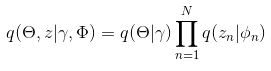 q(Θ, z|γ, Φ) = q(Θ|γ) ∏_{n=1}^{N} q(z_n|ϕ_n)